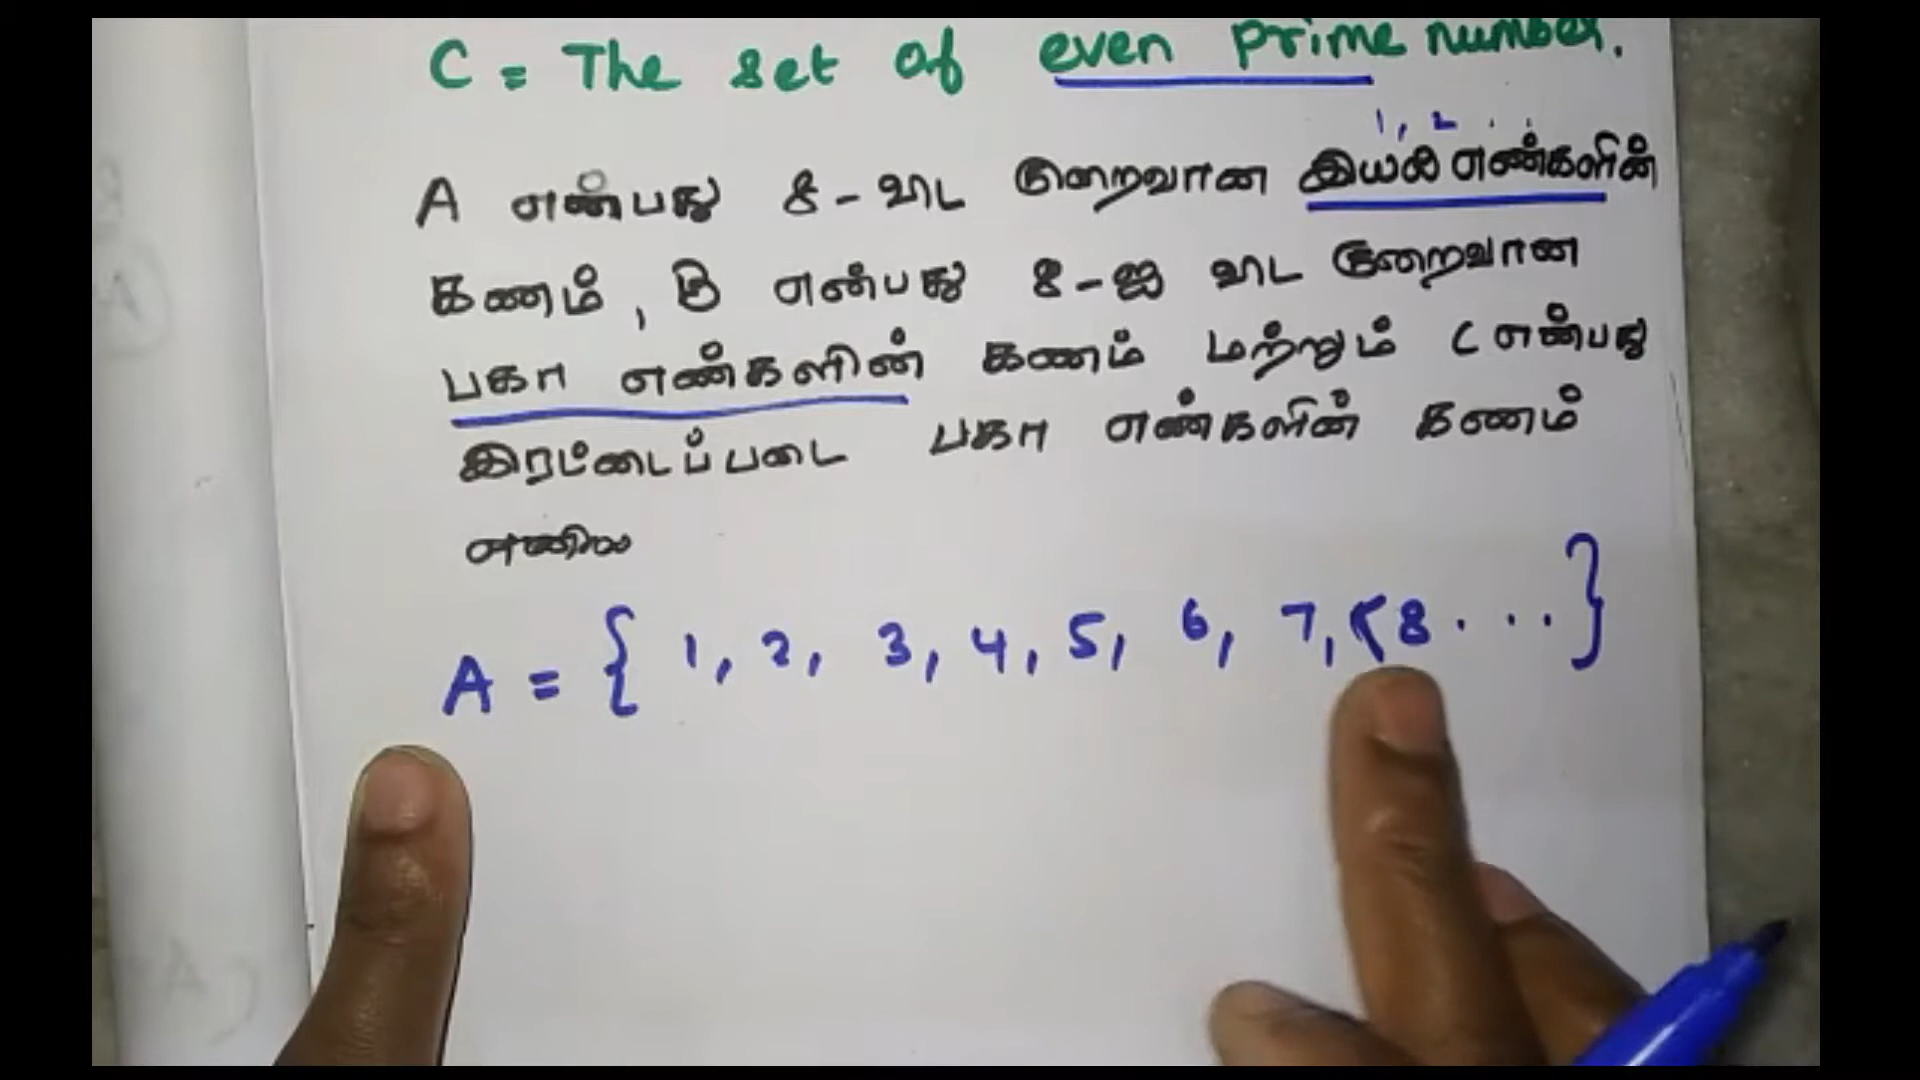 C = The set of even prime number.
1, 2 . .
A என்பது 8-விட குறைவான இயல் எண்களின்
கணம், B என்பது 8-ஐ விட குறைவான
பகா எண்களின் கணம் மற்றும் C என்பது
இரட்டைப்படை பகா எண்களின் கணம்
எனில்
A = { 1, 2, 3, 4, 5, 6, 7, 8 . . . }